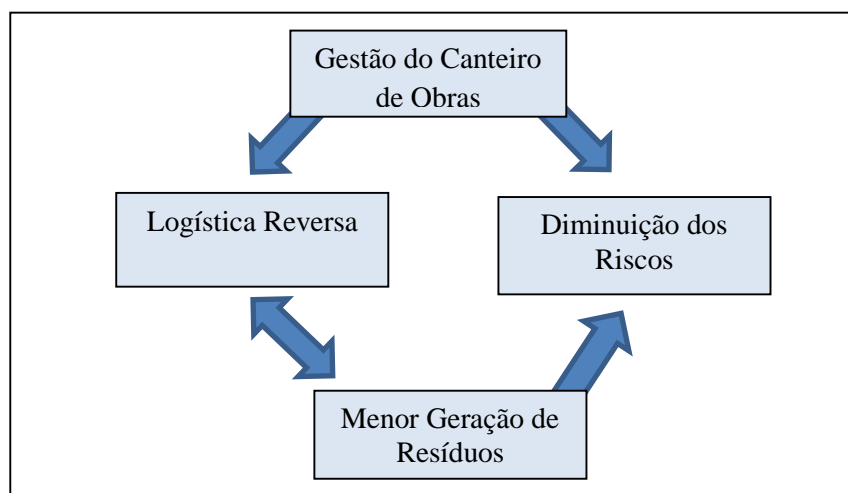 Gestão do Canteiro
de Obras
Logística Reversa
Diminuição dos
Riscos
Menor Geração de
Resíduos